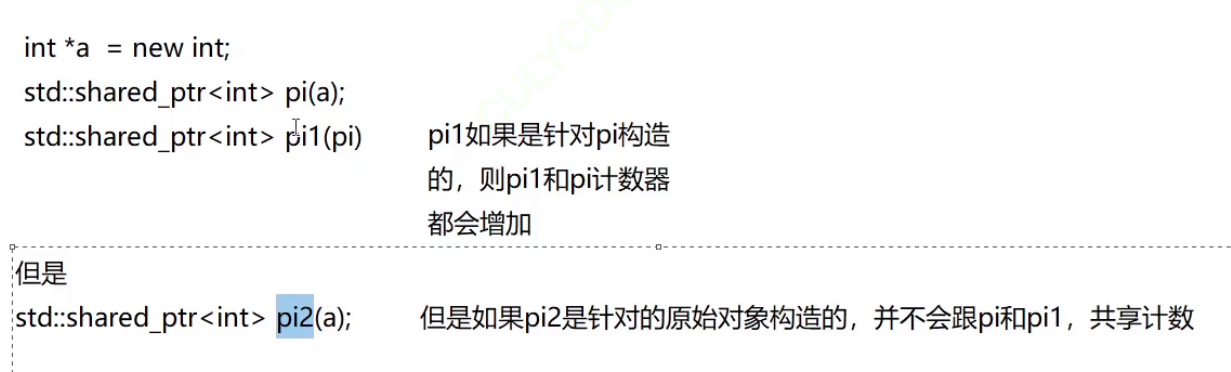 int *a  = new int;
std::shared_ptr<int> pi(a);
std::shared_ptr<int> pi1(pi)
pi1如果是针对pi构造
的，则pi1和pi计数器
都会增加
但是
std::shared_ptr<int> pi2(a);
但是如果pi2是针对的原始对象构造的，并不会跟pi和pi1，共享计数